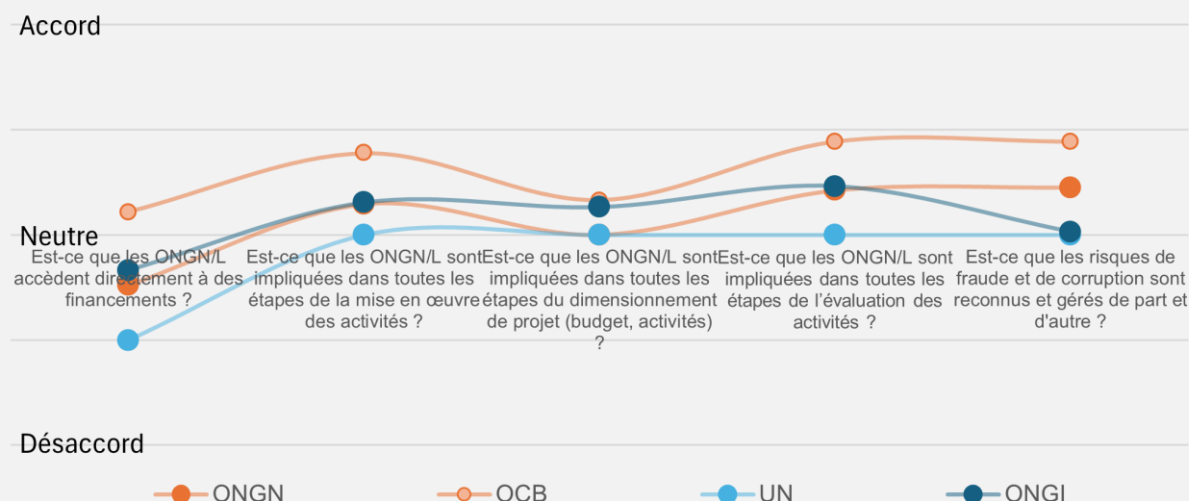 Accord
Neutre
Est-ce que les ONGN/L
accèdent directement à des
financements ?
Est-ce que les ONGN/L sont
impliquées dans toutes les
étapes de la mise en œuvre
des activités ?
Est-ce que les ONGN/L sont
impliquées dans toutes les
étapes du dimensionnement
de projet (budget, activités)
?
Est-ce que les ONGN/L sont
impliquées dans toutes les
étapes de l'évaluation des
activités ?
Est-ce que les risques de
fraude et de corruption sont
reconnus et gérés de part et
d'autre ?
Désaccord
ONGN
OCB
UN
ONGI